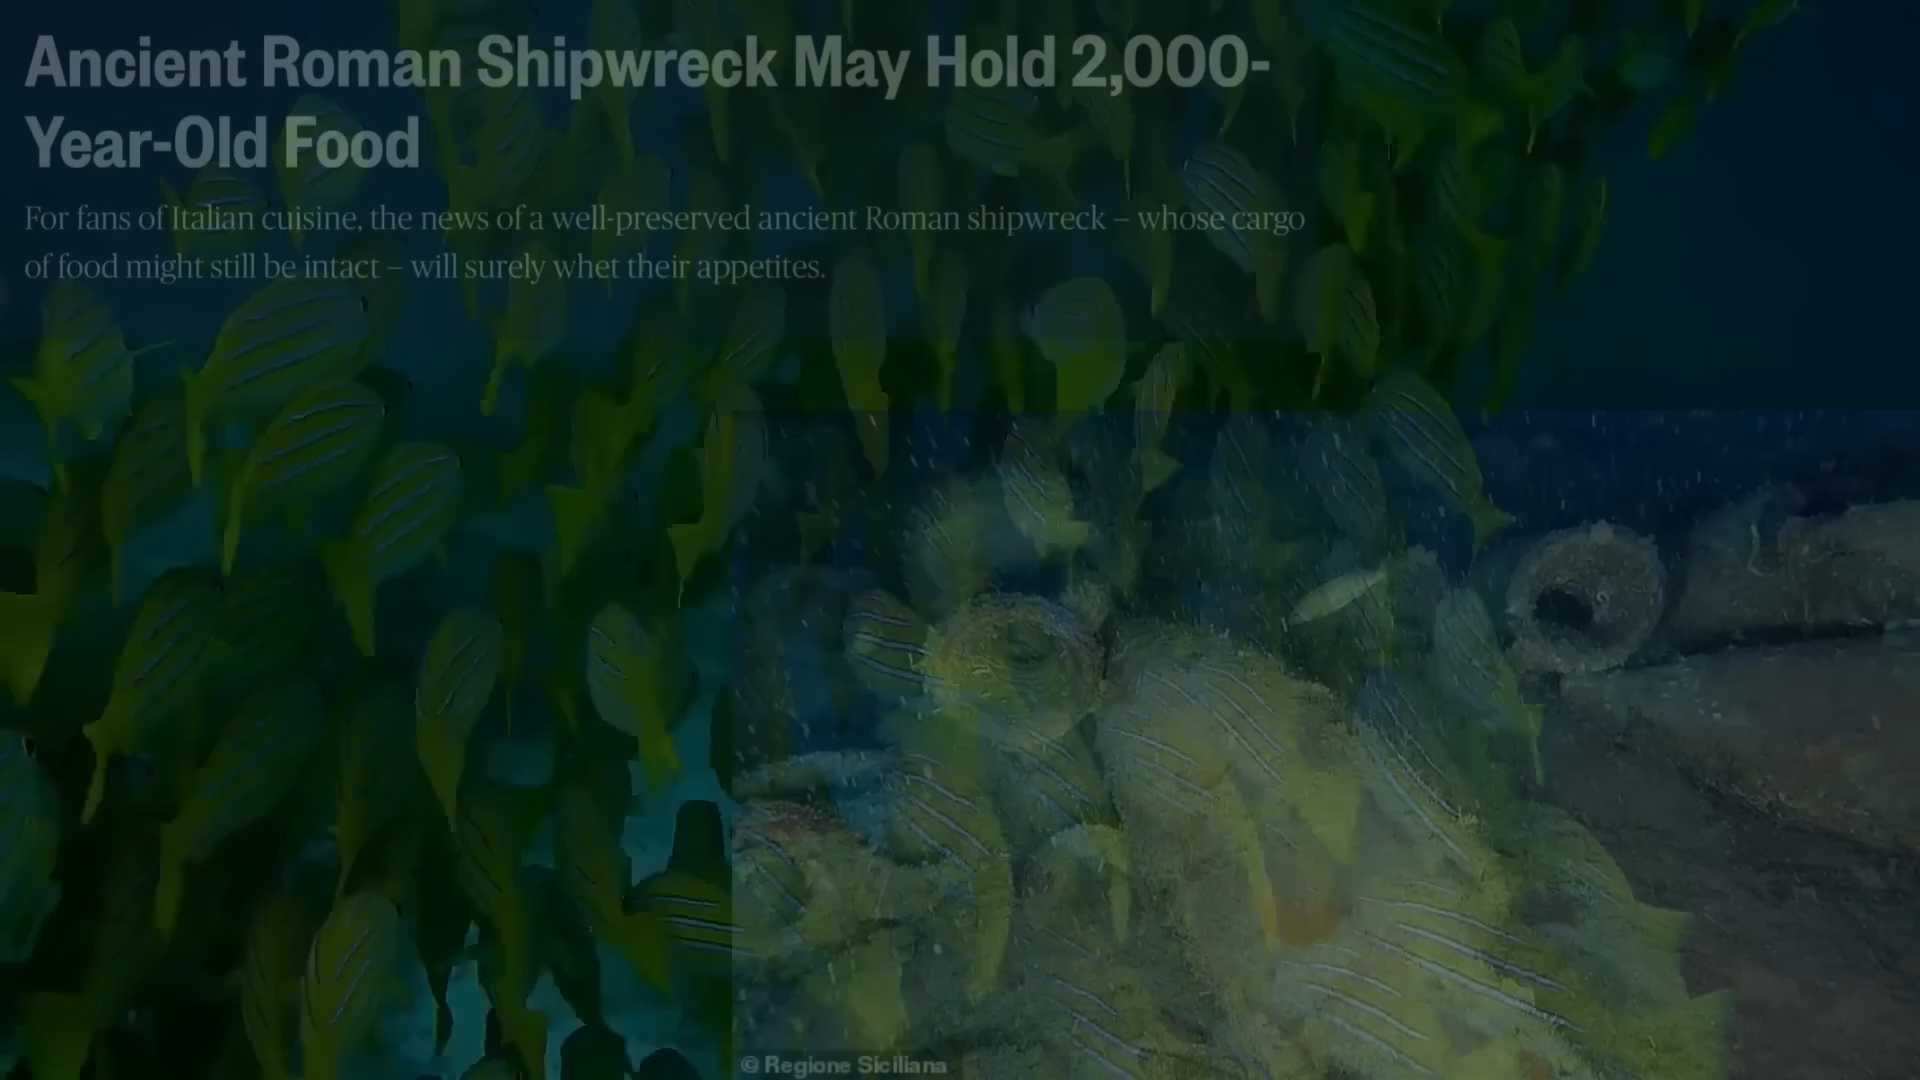 Ancient Roman Shipwreck May Hold 2,000-
Year-Old Food
For fans of Italian cuisine, the news of a well-preserved ancient Roman shipwreck – whose cargo
of food might still be intact – will surely whet their appetites.
© Regione Siciliana